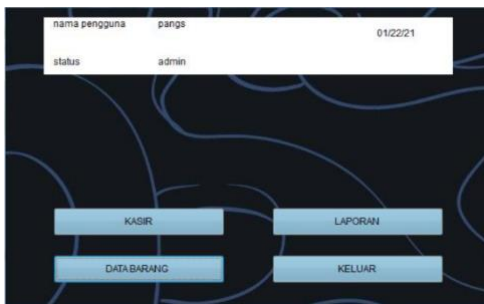 nama pengguna pangs 01/22/21
status admin
KASIR LAPORAN
DATA BARANG KELUAR